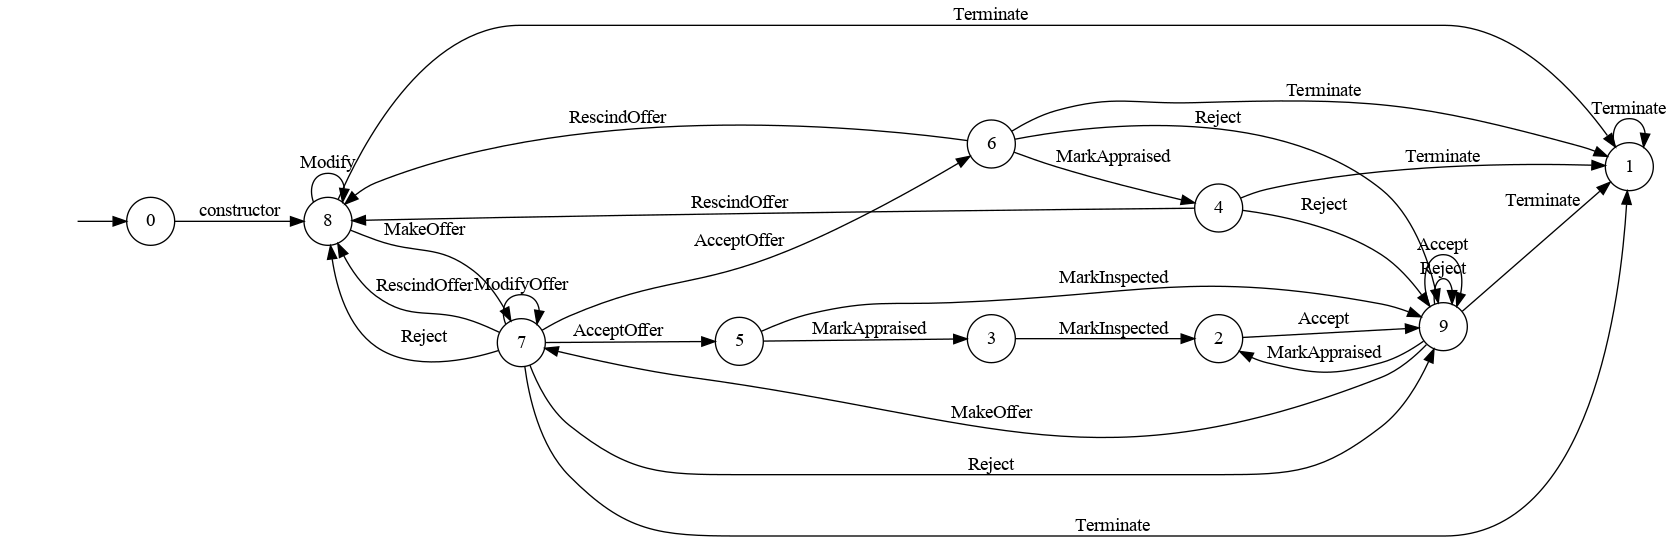 Terminate
Terminate
Terminate
RescindOffer
Reject
6
MarkAppraised
Terminate
Modify
1
RescindOffer
Terminate
4
Reject
constructor
0
8
MakeOffer
AcceptOffer
Accept
Reject
MarkInspected
RescindOffer
ModifyOffer
Reject
7
AcceptOffer
5
MarkAppraised
3
MarkInspected
2
Accept
9
MarkAppraised
MakeOffer
Reject
Terminate